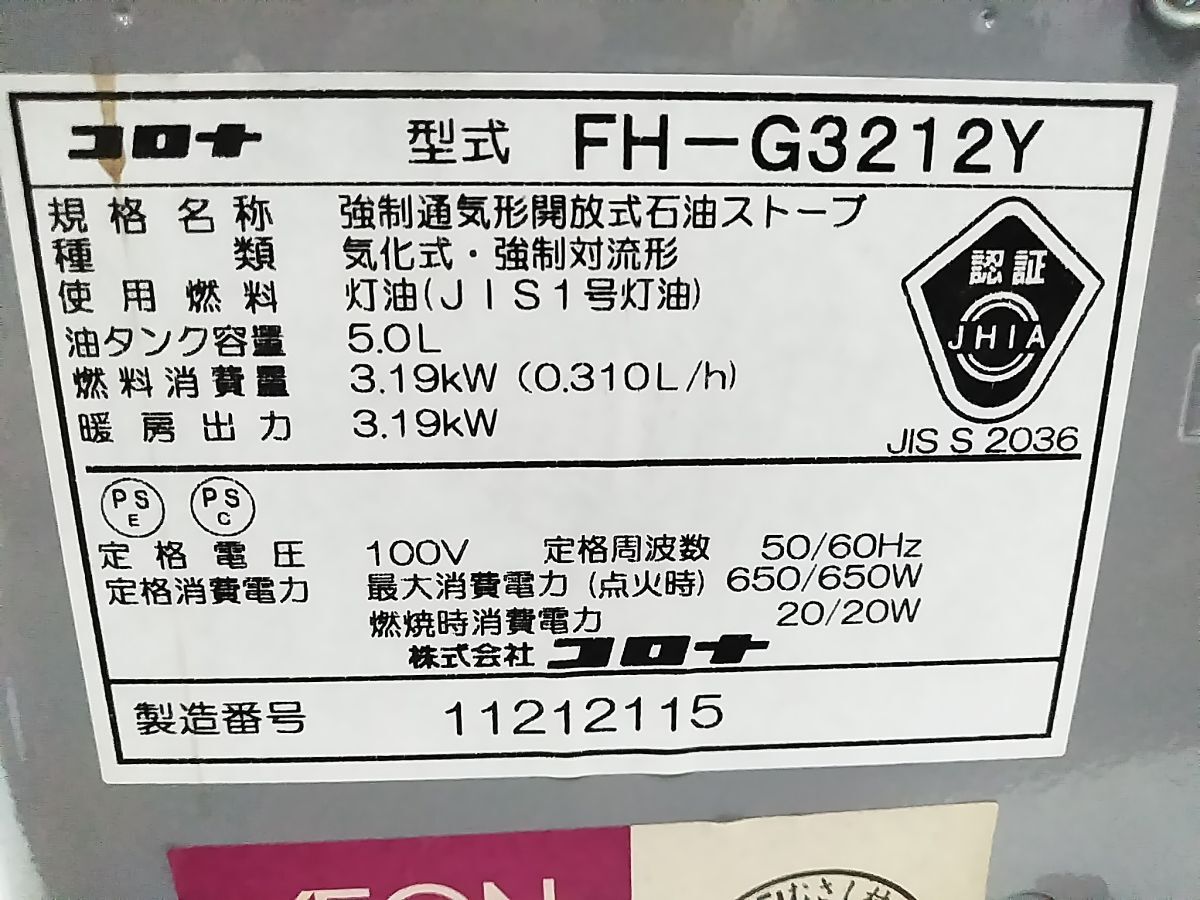 コロナ 型式 FH-G3212Y
規格名称 強制通気形開放式石油ストーブ
種類 気化式・強制対流形
使用燃料 灯油(JIS1号灯油)
油タンク容量 5.0L
燃料消費量 3.19kW (0.310L/h)
暖房出力 3.19kW
認証
JHIA
JIS S 2036
PS E PS C
定格電圧 100V 定格周波数 50/60Hz
定格消費電力 最大消費電力 (点火時) 650/650W
燃焼時消費電力 20/20W
株式会社 コロナ
製造番号 11212115
ÆON